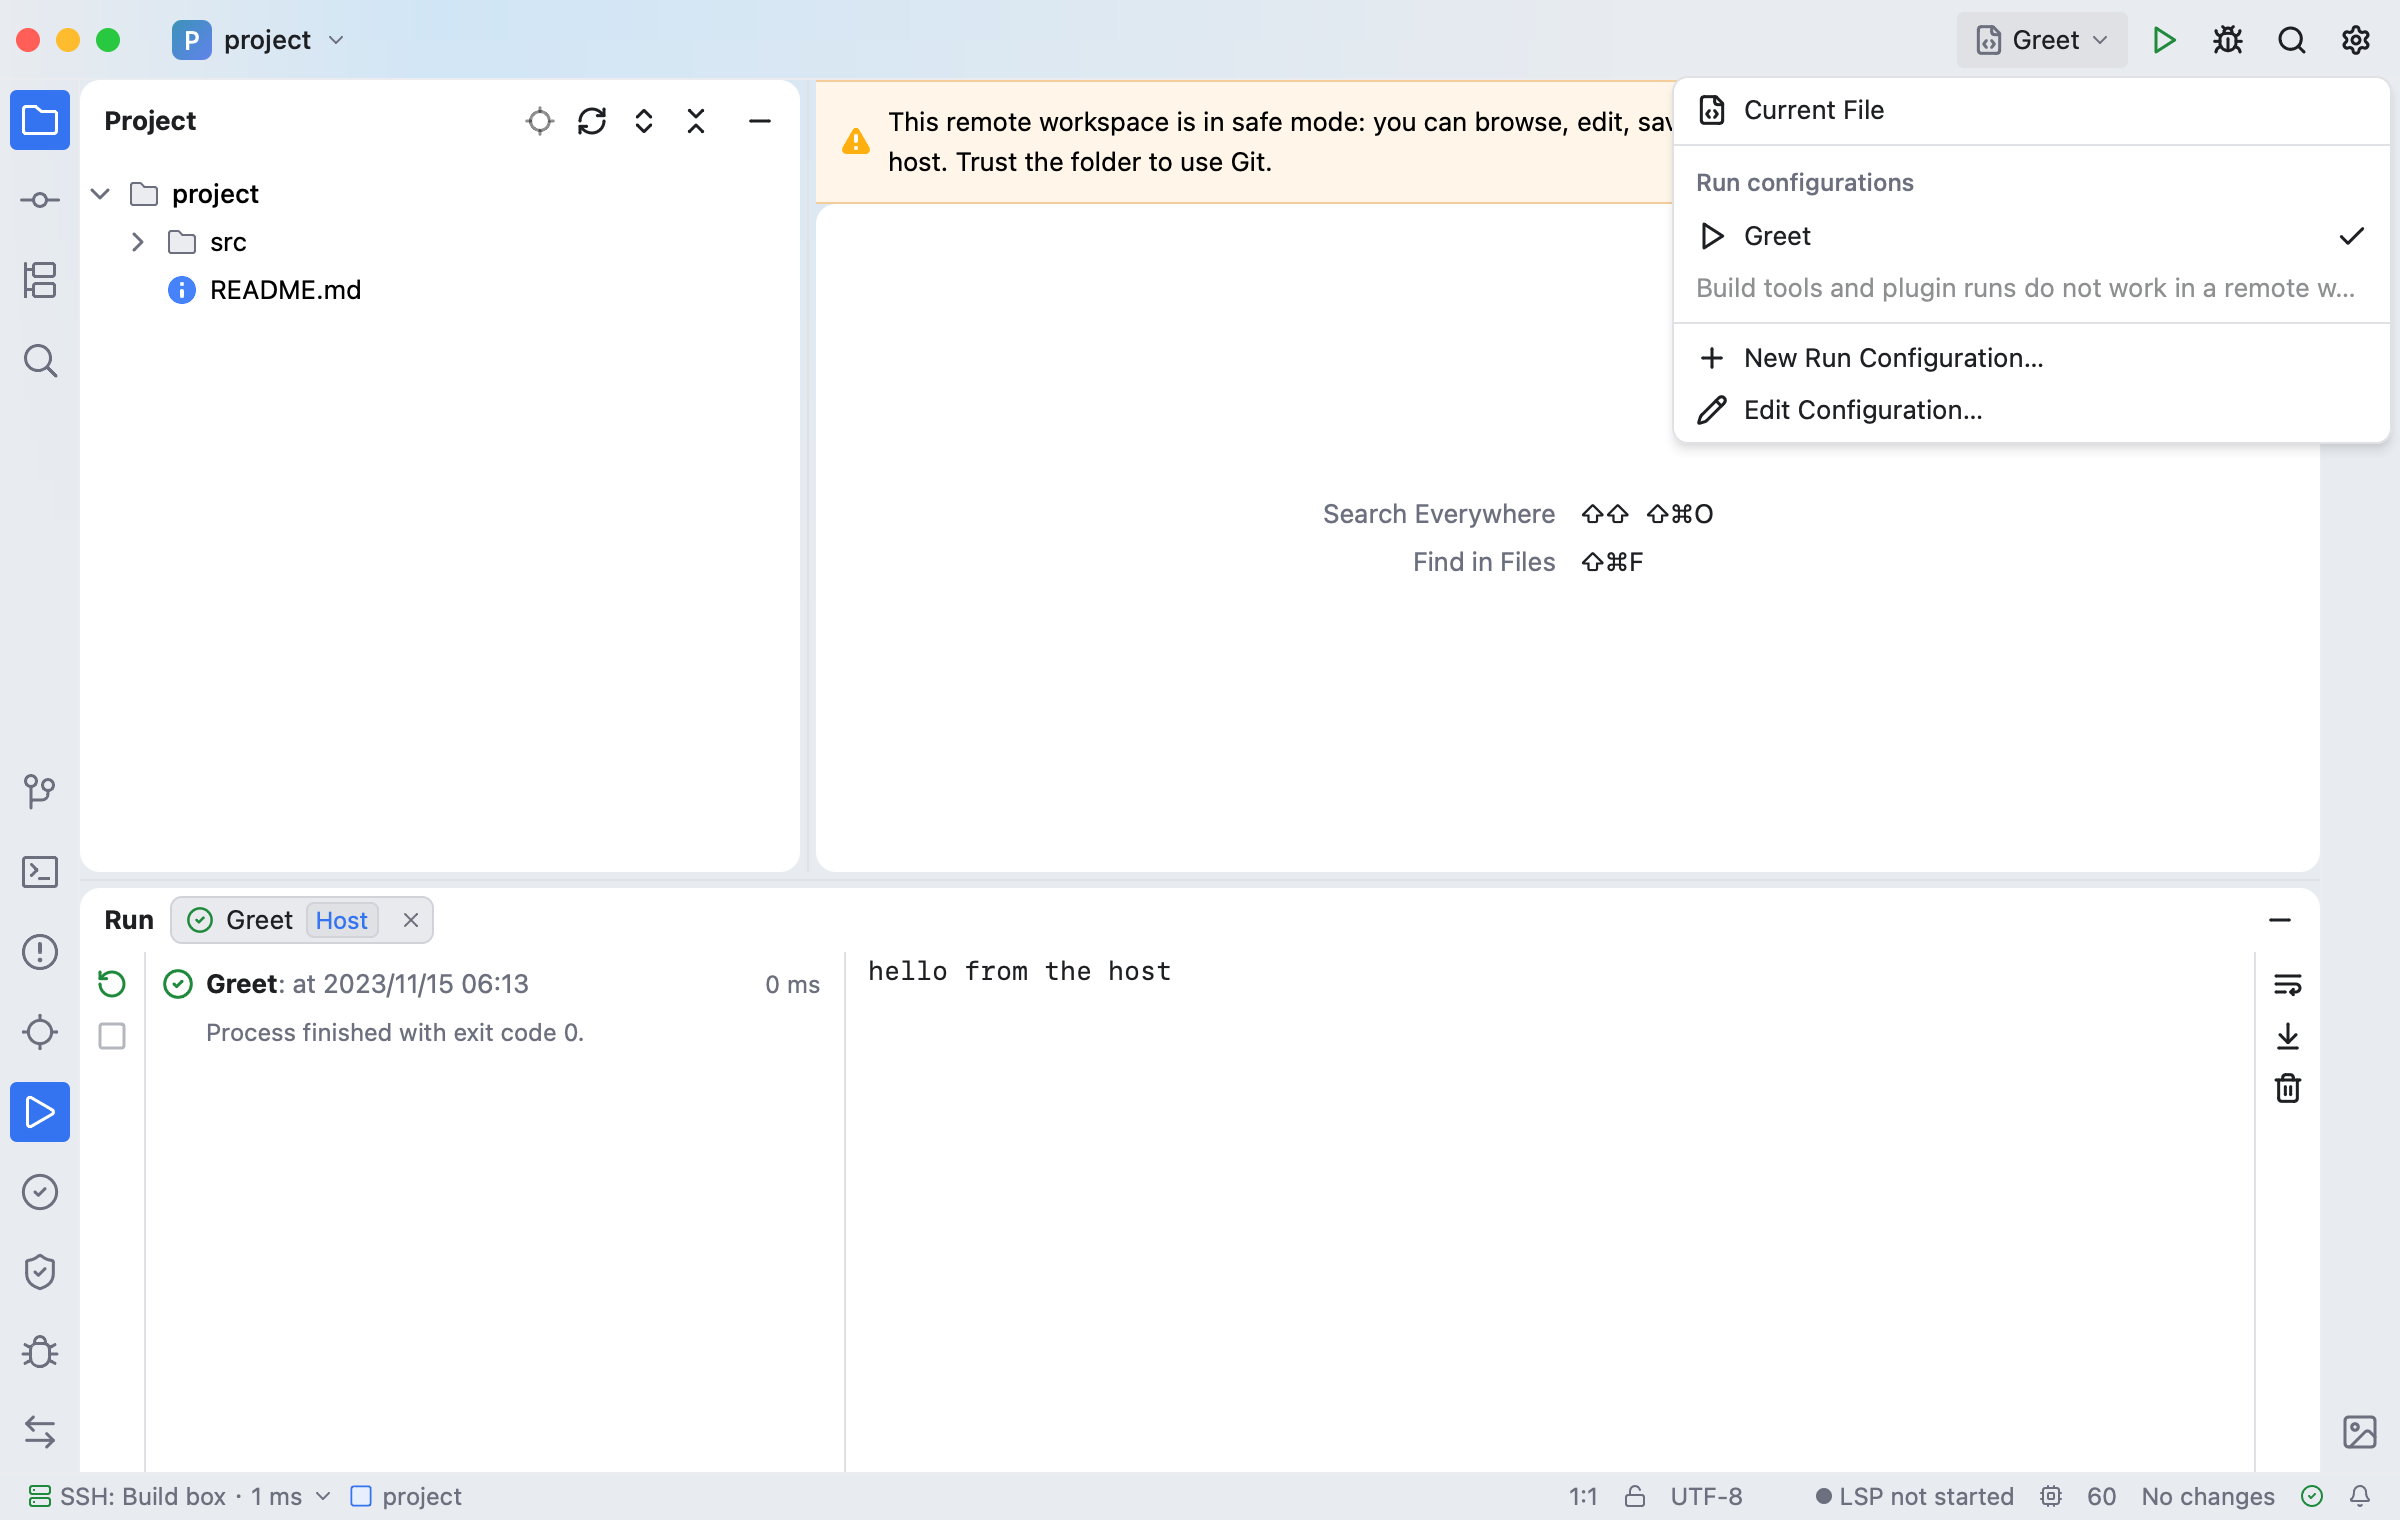 P project
Greet
Project
project
src
README.md
This remote workspace is in safe mode: you can browse, edit, sav
host. Trust the folder to use Git.
Current File
Run configurations
Greet
Build tools and plugin runs do not work in a remote w...
New Run Configuration...
Edit Configuration...
Search Everywhere ⇧⇧ ⇧⌘O
Find in Files ⇧⌘F
Run
Greet Host
Greet: at 2023/11/15 06:13 0 ms
Process finished with exit code 0.
hello from the host
SSH: Build box · 1 ms project 1:1 UTF-8 LSP not started 60 No changes